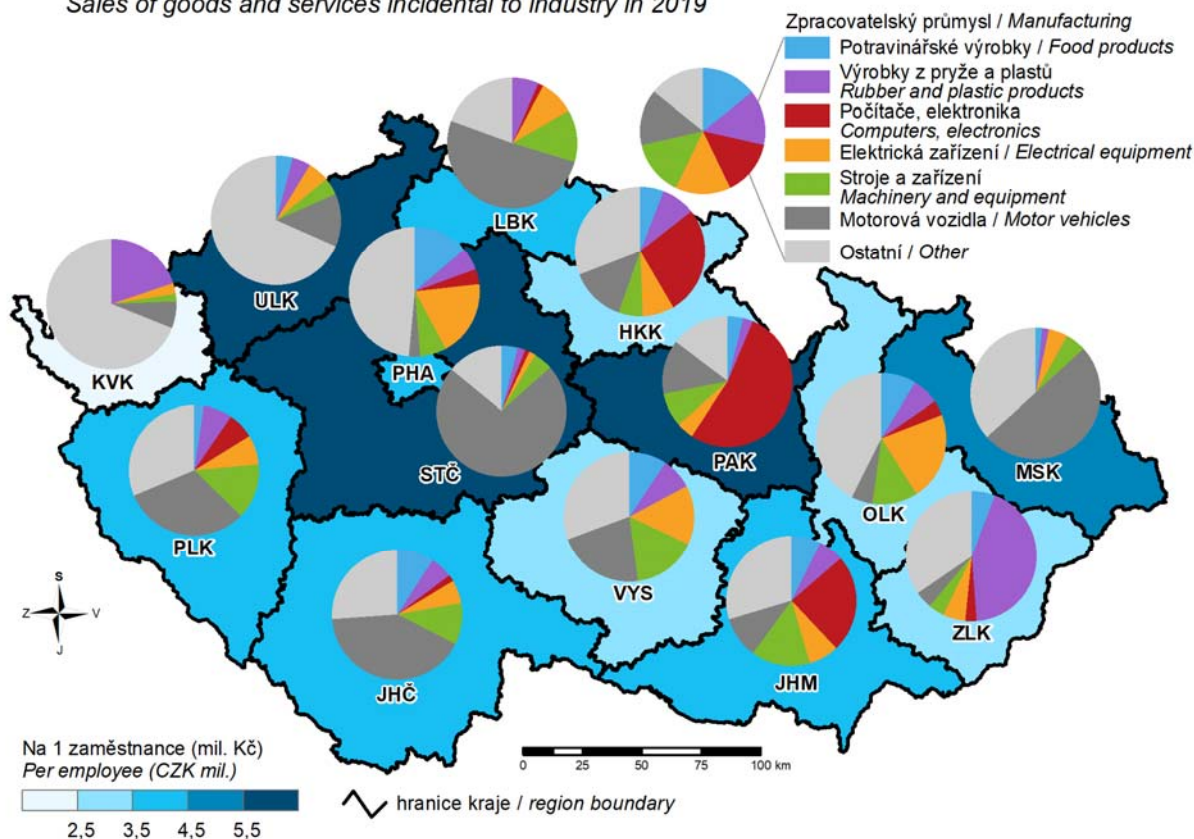 Sales of goods and services incidental to industry in 2019
Zpracovatelský průmysl / Manufacturing
Potravinářské výrobky / Food products
Výrobky z pryže a plastů
Rubber and plastic products
Počítače, elektronika
Computers, electronics
Elektrická zařízení / Electrical equipment
Stroje a zařízení
Machinery and equipment
Motorová vozidla / Motor vehicles
Ostatní / Other
LBK
ULK
HKK
KVK
PHA
STČ
PAK
MSK
OLK
PLK
VYS
ZLK
JHČ
JHM
S
Z V
J
Na 1 zaměstnance (mil. Kč)
Per employee (CZK mil.)
2,5 3,5 4,5 5,5
hranice kraje / region boundary
0 25 50 75 100 km